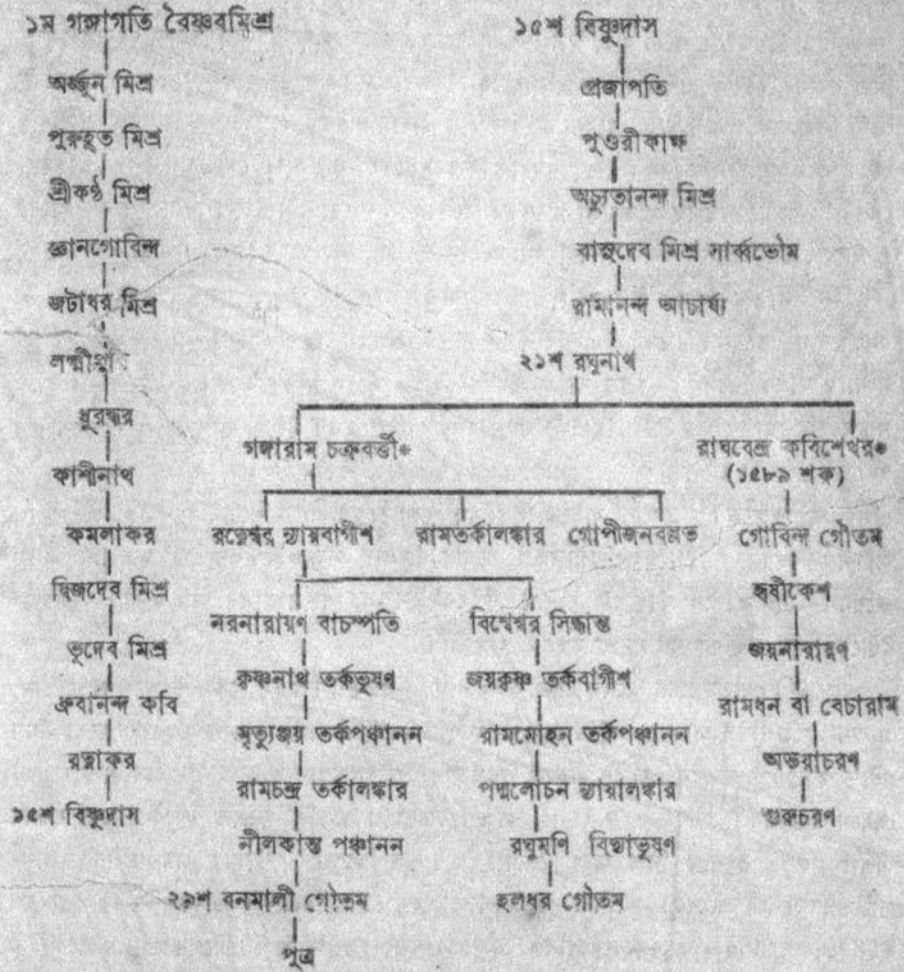 ১ম গঙ্গাগতি বৈষ্ণবমিশ্র
অর্জ্জুন মিশ্র
পুরুহূত মিশ্র
শ্রীকণ্ঠ মিশ্র
জ্ঞানগোবিন্দ
জটাধর মিশ্র
ধুরন্ধর
কাশীনাথ
কমলাকর
দ্বিজদেব মিশ্র
ভূদেব মিশ্র
ধ্রুবানন্দ কবি
রত্নাকর
১৫শ বিষ্ণুদাস
১৫শ বিষ্ণুদাস
প্রেজাপতি
পুণ্ডরীকাক্ষ
অচ্যুতানন্দ মিশ্র
বাসুদেব মিশ্র সার্ব্বভৌম
রামানন্দ আচার্য্য
২১শ রঘুনাথ
গঙ্গারাম চক্রবর্ত্তী* রাঘবেন্দ্র কবিশেখর*
(১৫৮৯ শক)
রত্নেশ্বর ন্যায়বাগীশ রামতর্কালঙ্কার গোপীজনবল্লভ গোবিন্দ গৌতম
নরনারায়ণ বাচস্পতি বিশ্বেশ্বর সিদ্ধান্ত হৃষীকেশ
কৃষ্ণনাথ তর্কভূষণ জয়কৃষ্ণ তর্কবাগীশ জয়নারায়ণ
মৃত্যুঞ্জয় তর্কপঞ্চানন রামমোহন তর্কপঞ্চানন রামধন বা বেচারাম
রামচন্দ্র তর্কালঙ্কার পদ্মলোচন ন্যায়ালঙ্কার অভয়াচরণ
নীলকান্ত পঞ্চানন রঘুমণি বিদ্যাভূষণ গুরুচরণ
২৯শ বনমালী গৌতম হলধর গৌতম
পুত্র